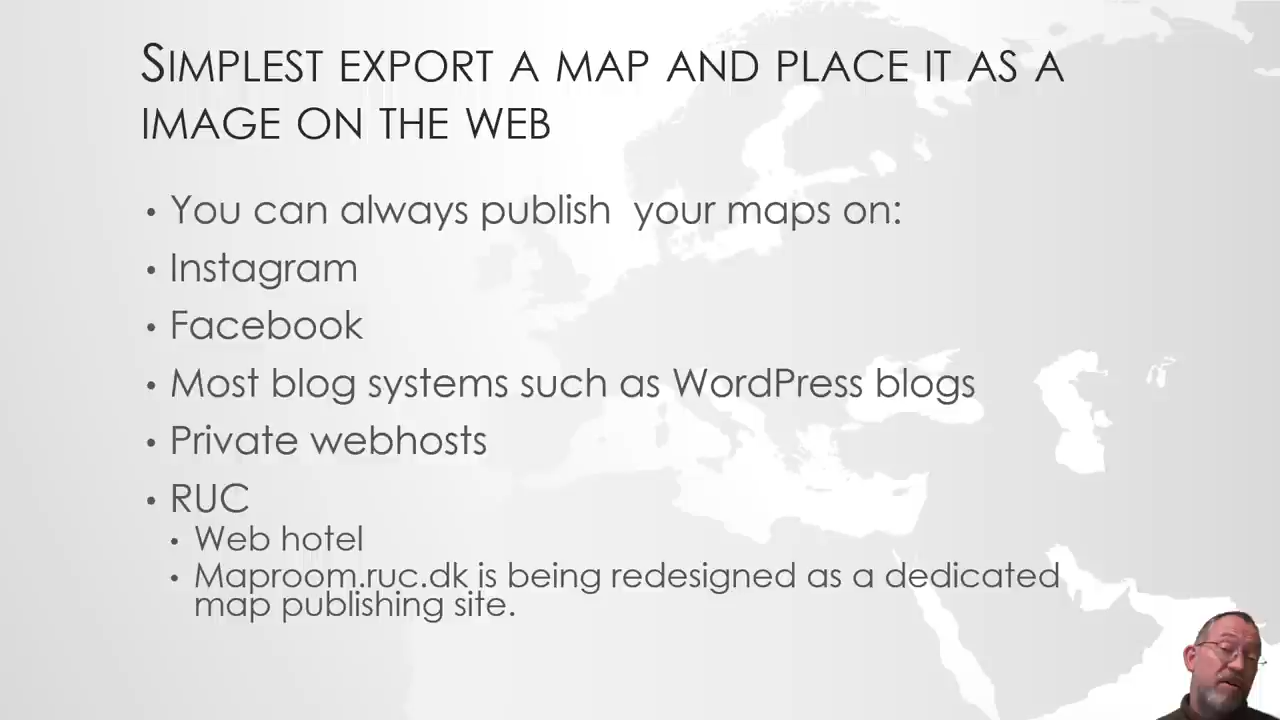 SIMPLEST EXPORT A MAP AND PLACE IT AS A
IMAGE ON THE WEB
• You can always publish  your maps on:
• Instagram
• Facebook
• Most blog systems such as WordPress blogs
• Private webhosts
• RUC
• Web hotel
• Maproom.ruc.dk is being redesigned as a dedicated
map publishing site.